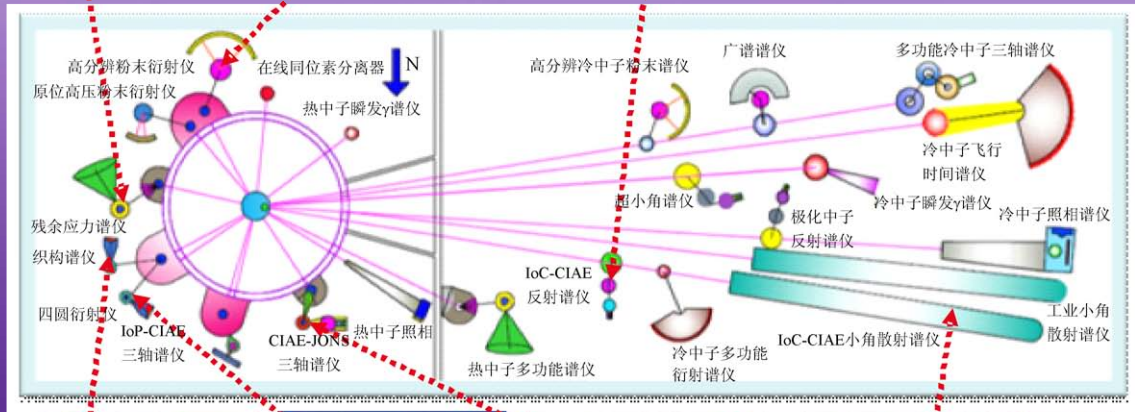 高分辨粉末衍射仪
原位高压粉末衍射仪
在线同位素分离器
N
热中子瞬发γ谱仪
残余应力谱仪
织构谱仪
四圆衍射仪
IoP-CIAE
三轴谱仪
CIAE-JONS
三轴谱仪
热中子照相
热中子多功能谱仪
高分辨冷中子粉末谱仪
广谱谱仪
多功能冷中子三轴谱仪
冷中子飞行
时间谱仪
超小角谱仪
极化中子
反射谱仪
冷中子瞬发γ谱仪
冷中子照相谱仪
IoC-CIAE
反射谱仪
冷中子多功能
衍射谱仪
IoC-CIAE小角散射谱仪
工业小角
散射谱仪